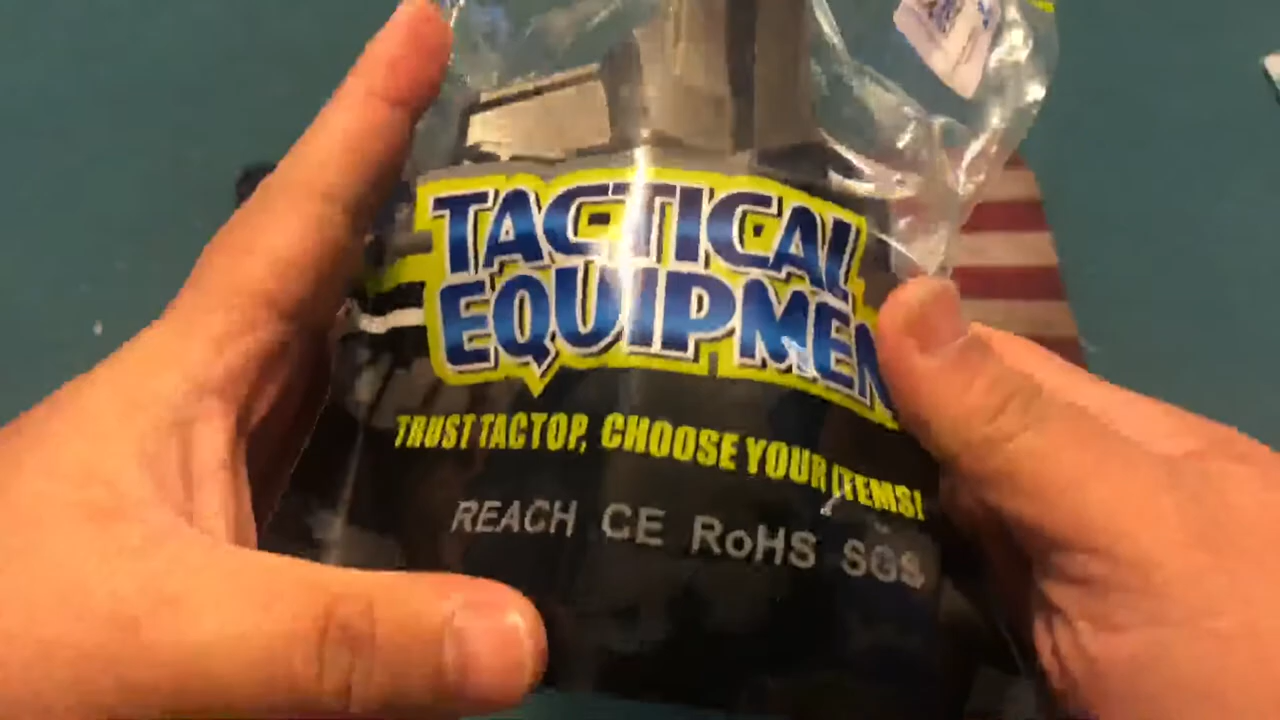 TACTICAL
EQUIPMEN
TRUST TACTOP, CHOOSE YOUR ITEMS!
REACH CE RoHS SGS